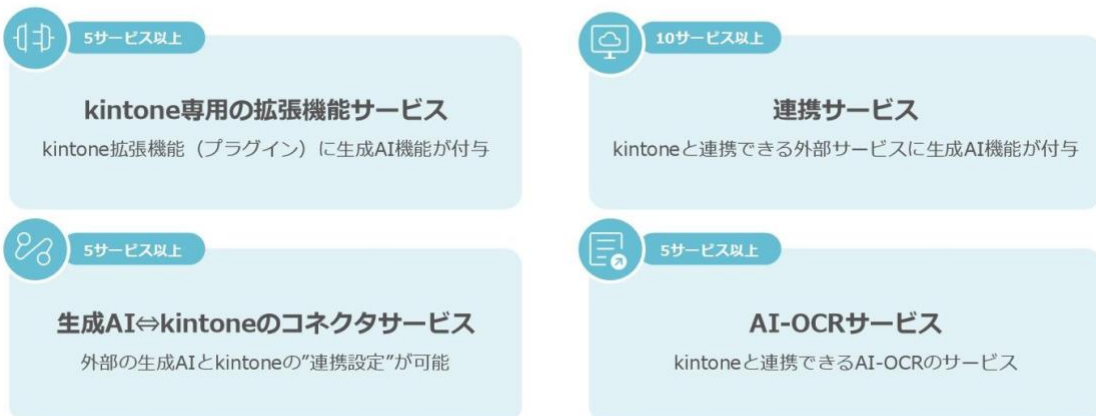 5サービス以上
kintone専用の拡張機能サービス
kintone拡張機能（プラグイン）に生成AI機能が付与
10サービス以上
連携サービス
kintoneと連携できる外部サービスに生成AI機能が付与
5サービス以上
生成AI⇔kintoneのコネクタサービス
外部の生成AIとkintoneの”連携設定”が可能
5サービス以上
AI-OCRサービス
kintoneと連携できるAI-OCRのサービス